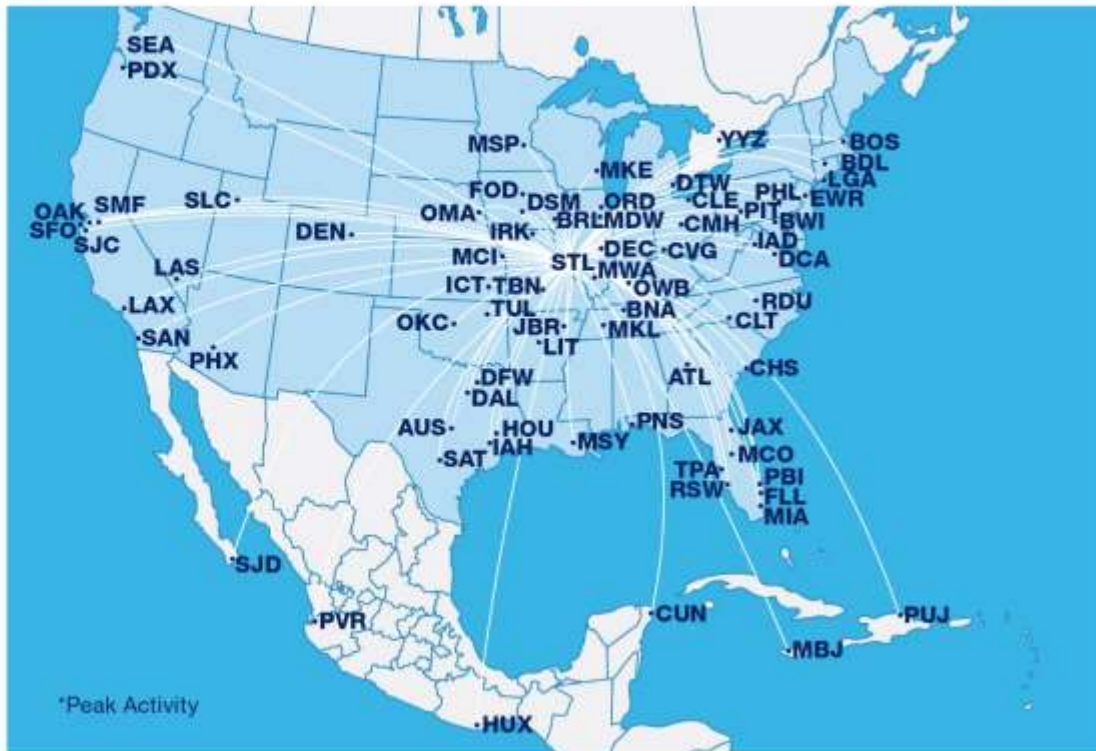 SEA
PDX
MSP
YYZ
BOS
MKE
BDL
DTW
LGA
FOD
SLC
PHL
EWR
DSM
ORD
CLE
OAK
SMF
OMA
BRL
MDW
PIT
SFO
IRK
CMH
BWI
SJC
DEN
IAD
MCI
DEC
CVG
DCA
LAS
STL
MWA
ICT
TBN
OWB
LAX
TUL
BNA
RDU
OKC
JBR
MKL
CLT
SAN
LIT
PHX
ATL
CHS
DFW
DAL
AUS
HOU
PNS
JAX
IAH
MSY
SAT
MCO
TPA
PBI
RSW
FLL
MIA
SJD
PVR
CUN
PUJ
MBJ
*Peak Activity
HUX